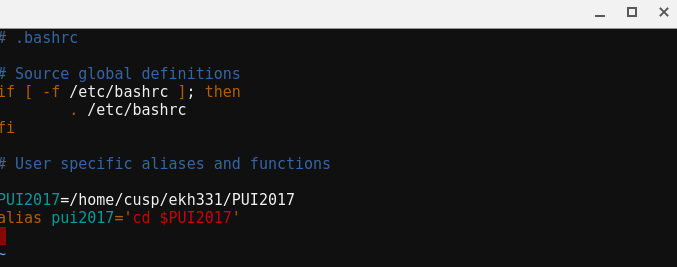 # .bashrc
# Source global definitions
if [ -f /etc/bashrc ]; then
        . /etc/bashrc
fi
# User specific aliases and functions
PUI2017=/home/cusp/ekh331/PUI2017
alias pui2017='cd $PUI2017'
~